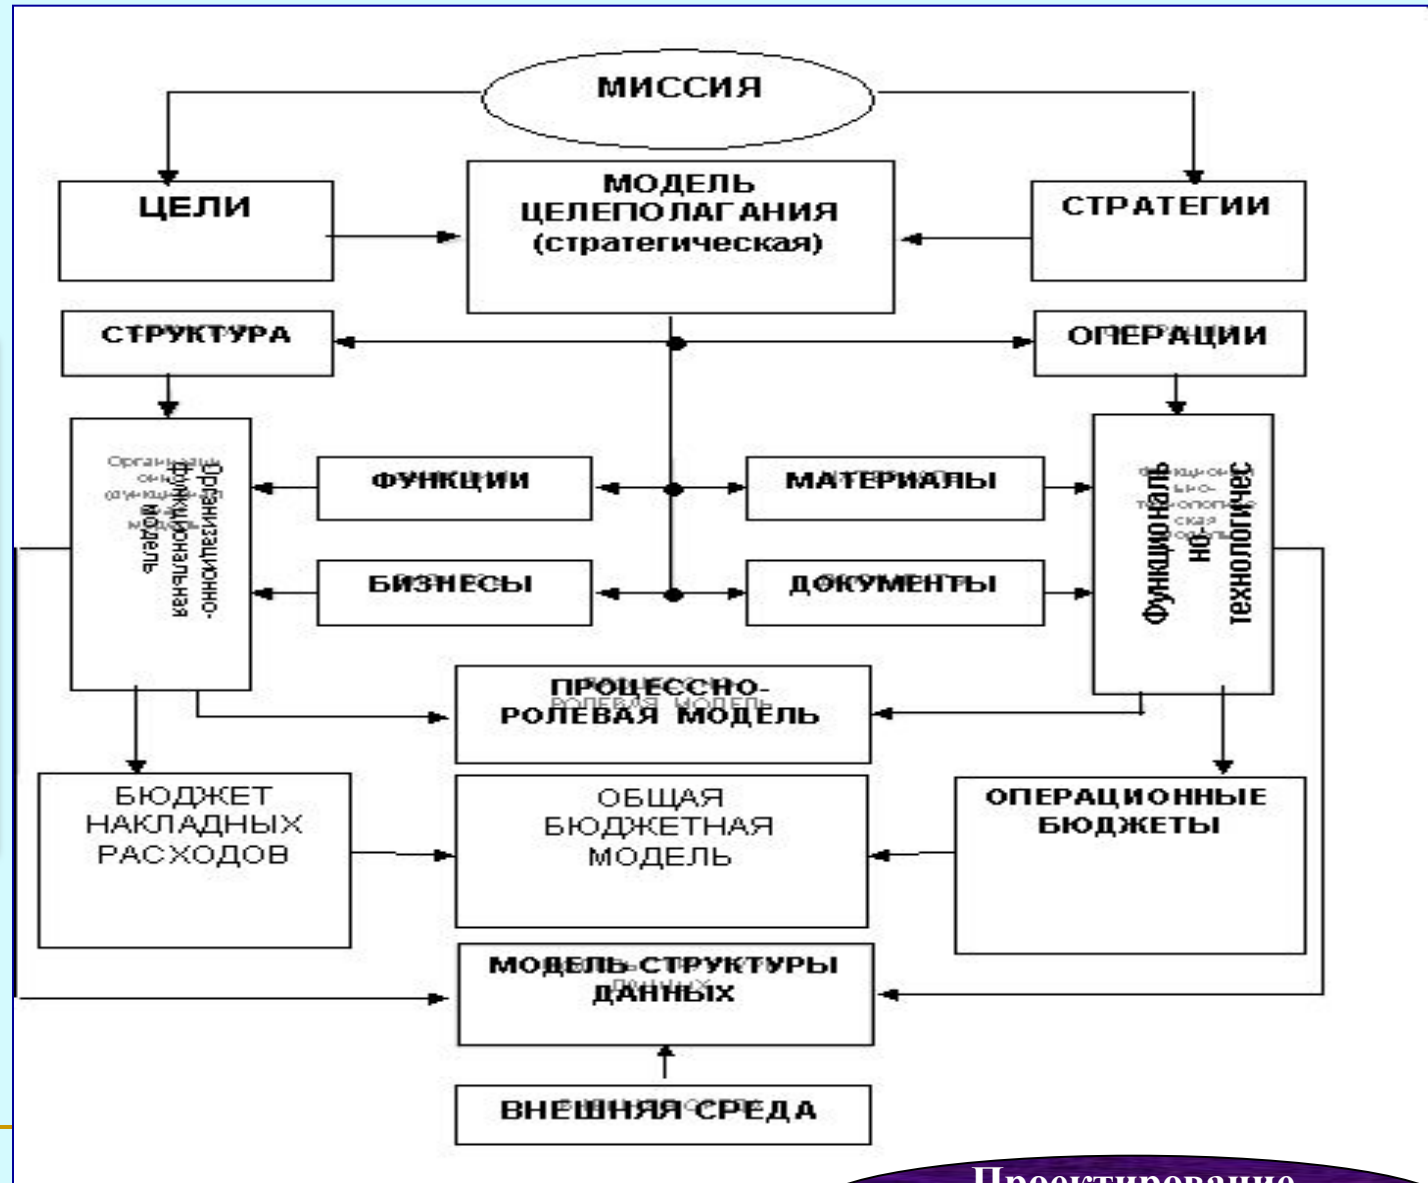 МИССИЯ
ЦЕЛИ
МОДЕЛЬ
ЦЕЛЕПОЛАГАНИЯ
(стратегическая)
СТРАТЕГИИ
СТРУКТУРА
ОПЕРАЦИИ
Организационно-
функциональная
модель
ФУНКЦИИ
МАТЕРИАЛЫ
Функциональ
но-
технологичес
БИЗНЕСЫ
ДОКУМЕНТЫ
ПРОЦЕССНО-
РОЛЕВАЯ МОДЕЛЬ
БЮДЖЕТ
НАКЛАДНЫХ
РАСХОДОВ
ОБЩАЯ
БЮДЖЕТНАЯ
МОДЕЛЬ
ОПЕРАЦИОННЫЕ
БЮДЖЕТЫ
МОДЕЛЬ СТРУКТУРЫ
ДАННЫХ
ВНЕШНЯЯ СРЕДА
Проектирование